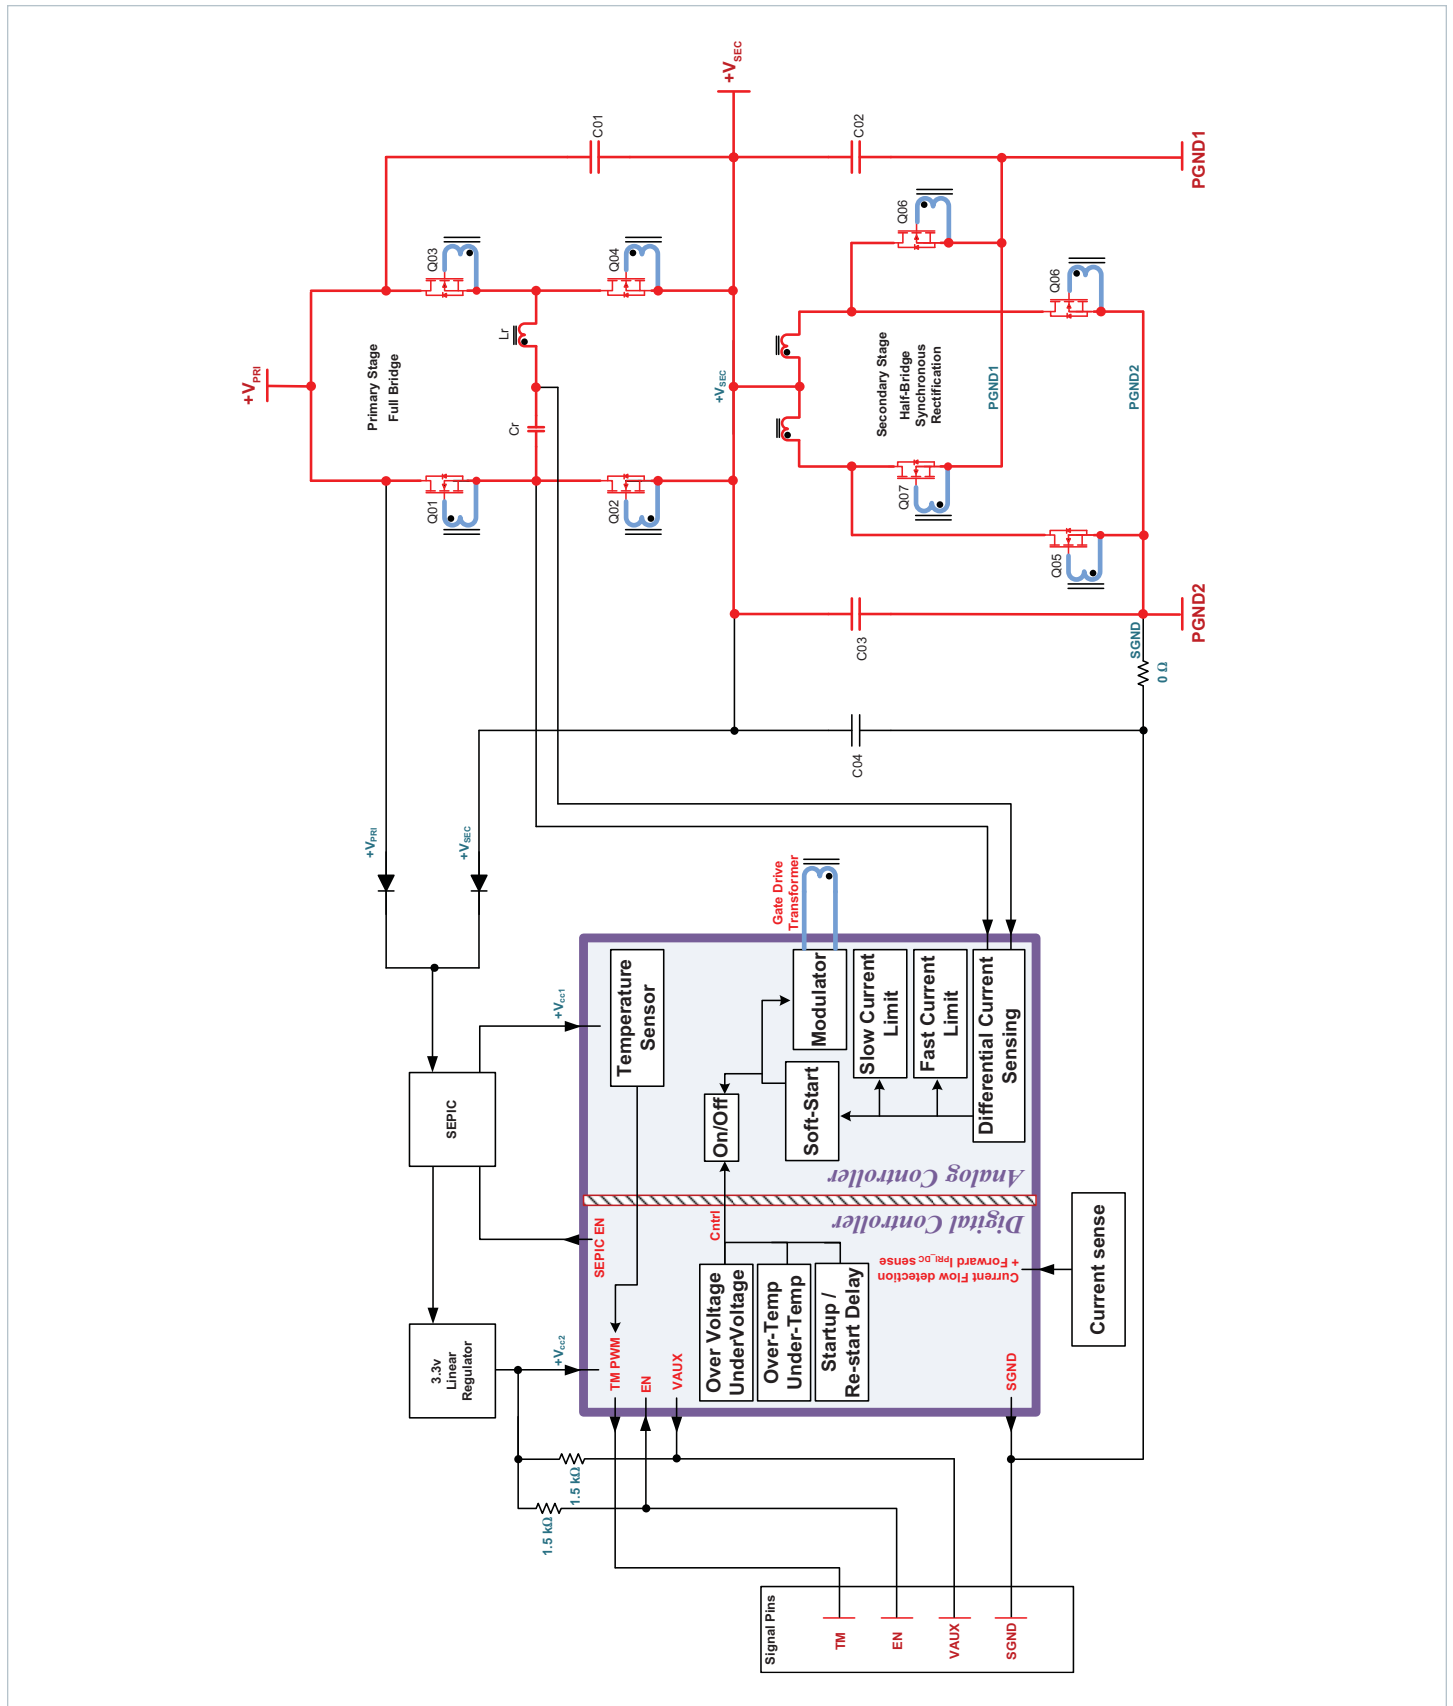 +VSEC
C01
C02
PGND1
Q03
Q04
Q06
Q06
Lr
+VPRI
Primary Stage
Full Bridge
Cr
+VSEC
Secondary Stage
Half-Bridge
Synchronous
Rectification
PGND1
PGND2
Q01
Q02
Q07
Q05
C03
PGND2
SGND
0 Ω
C04
+VPRI
+VSEC
Gate Drive
Transformer
+Vcc1
Temperature
Sensor
Modulator
Slow Current
Limit
Fast Current
Limit
Differential Current
Sensing
SEPIC
On/Off
Soft-Start
Analog Controller
Digital Controller
SEPIC EN
Cntrl
Current Flow detection
+ Forward IPRI_DC sense
Current sense
3.3v
Linear
Regulator
+Vcc2
TM PWM
EN
VAUX
Over Voltage
UnderVoltage
Over-Temp
Under-Temp
Startup /
Re-start Delay
SGND
1.5 kΩ
1.5 kΩ
Signal Pins
TM
EN
VAUX
SGND